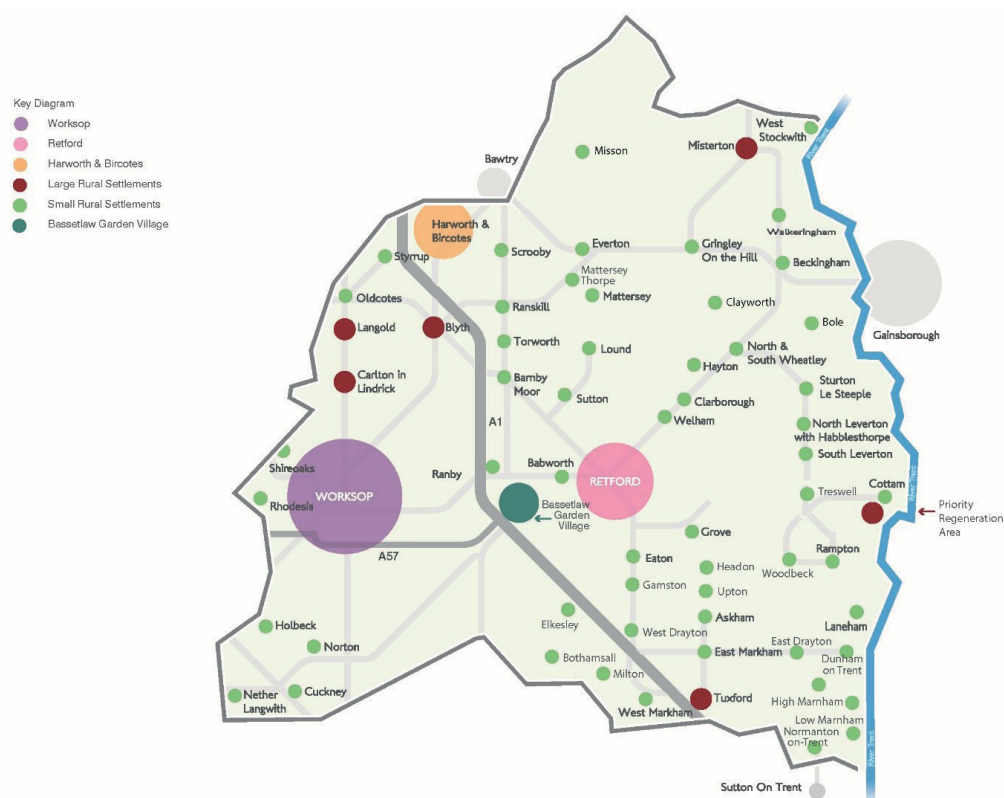 Key Diagram
Worksop
Retford
Harworth & Bircotes
Large Rural Settlements
Small Rural Settlements
Bassetlaw Garden Village
West
Stockwith
River Trent
Misterton
Misson
Bawtry
Walkeringham
Harworth &
Bircotes
Scrooby
Everton
Gringley
On the Hill
Styrrup
Beckingham
Mattersey
Thorpe
Mattersey
Oldcotes
Ranskill
Clayworth
Langold
Blyth
Bole
Gainsborough
Torworth
Lound
North &
South Wheatley
Hayton
Carlton in
Lindrick
Barnby
Moor
Sutton
Sturton
Le Steeple
Clarborough
Welham
A1
North Leverton
with Habblesthorpe
South Leverton
Shireoaks
Ranby
Babworth
RETFORD
WORKSOP
Rhodesia
Treswell
Cottam
River Trent
Bassetlaw
Garden
Village
Priority
Regeneration
Area
Grove
A57
Eaton
Rampton
Woodbeck
Headon
Gamston
Upton
Elkesley
Askham
Laneham
Holbeck
West Drayton
East Drayton
Norton
East Markham
Bothamsall
Dunham
on Trent
Milton
Nether
Langwith
Cuckney
Tuxford
High Marnham
West Markham
Low Marnham
Normanton
on-Trent
River Trent
Sutton On Trent